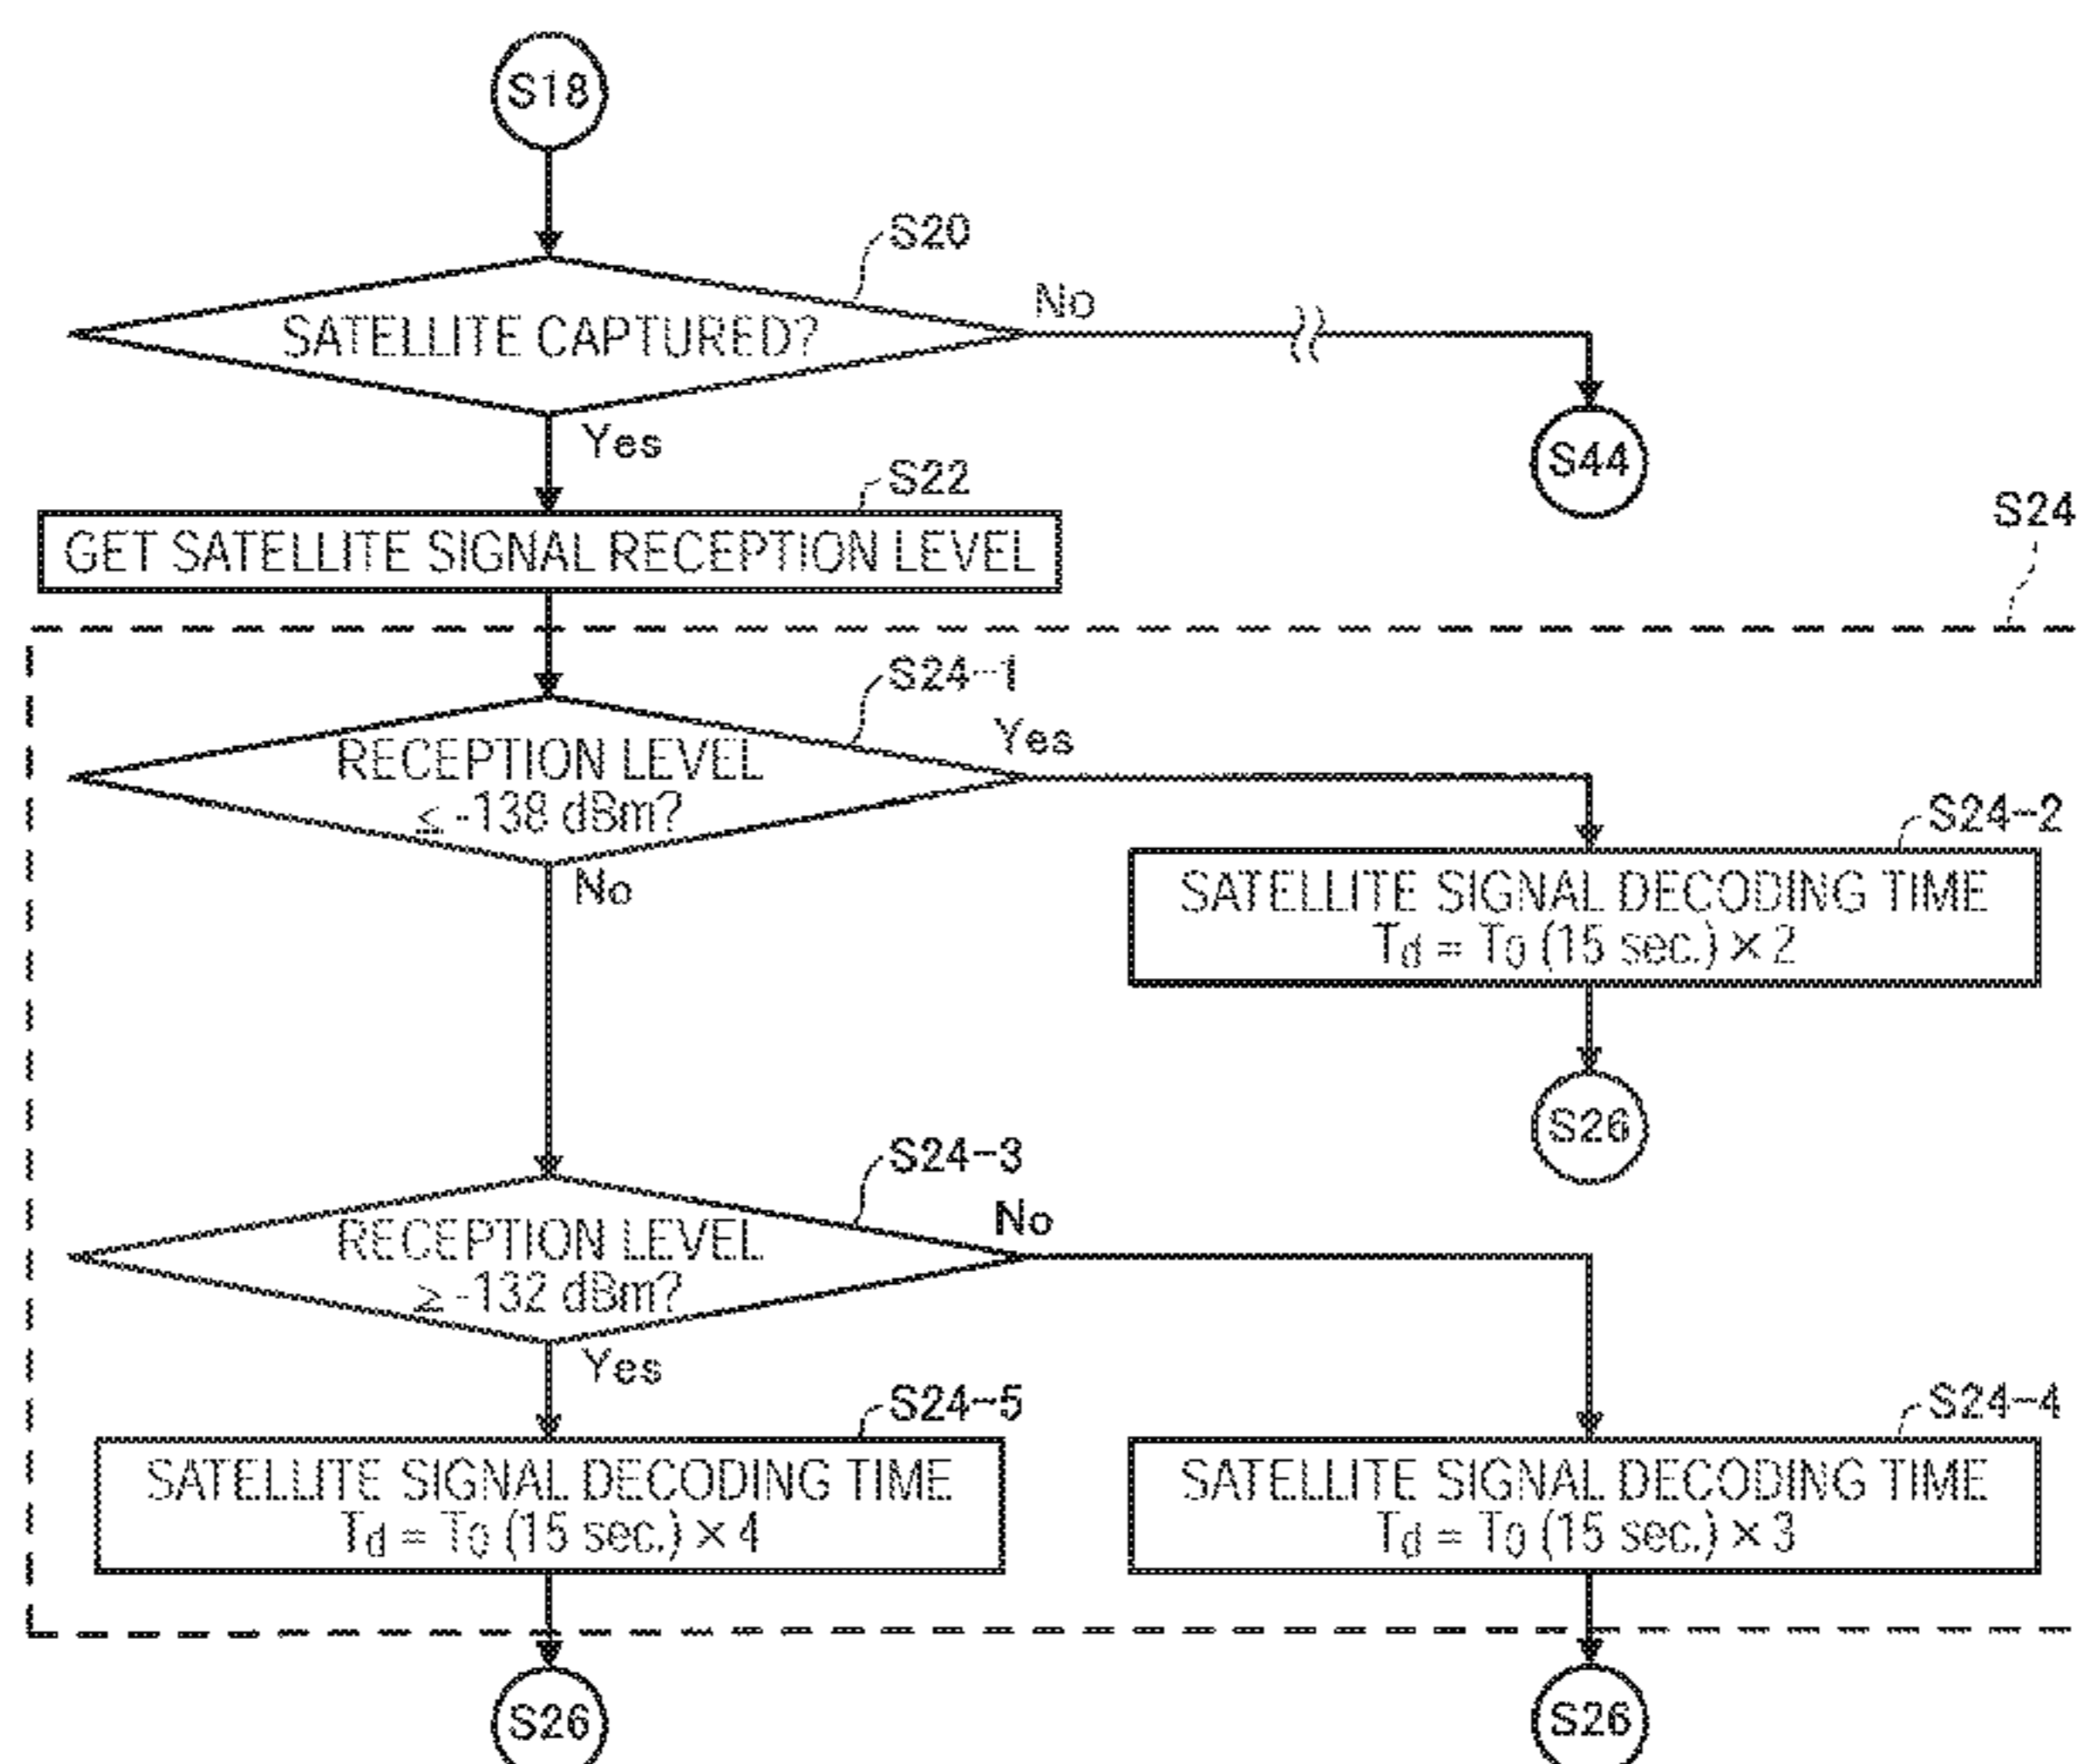 S18
S20
SATELLITE CAPTURED?
No
Yes
S44
S22
GET SATELLITE SIGNAL RECEPTION LEVEL
S24
S24-1
RECEPTION LEVEL
≤ -138 dBm?
Yes
No
S24-2
SATELLITE SIGNAL DECODING TIME
Td = T0 (15 sec.) × 2
S26
S24-3
RECEPTION LEVEL
≥ -132 dBm?
No
Yes
S24-5
SATELLITE SIGNAL DECODING TIME
Td = T0 (15 sec.) × 4
S24-4
SATELLITE SIGNAL DECODING TIME
Td = T0 (15 sec.) × 3
S26
S26